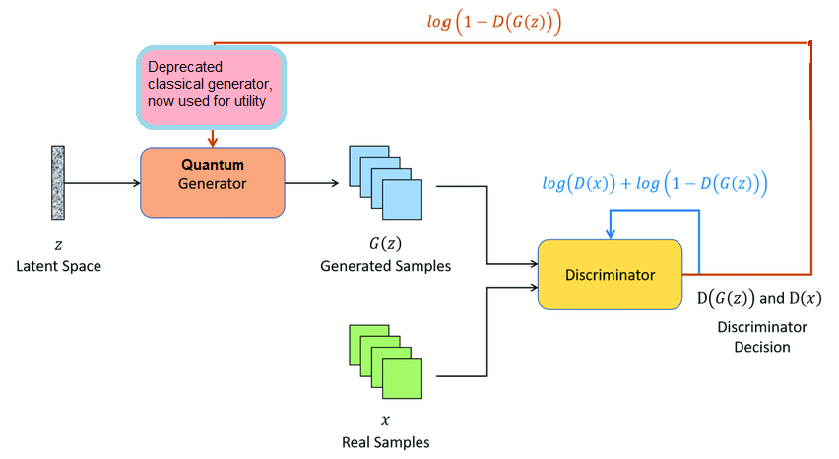 log(1 − D(G(z)))
Deprecated
classical generator,
now used for utility
Quantum
Generator
z
Latent Space
G(z)
Generated Samples
log(D(x)) + log(1 − D(G(z)))
Discriminator
D(G(z)) and D(x)
Discriminator
Decision
x
Real Samples